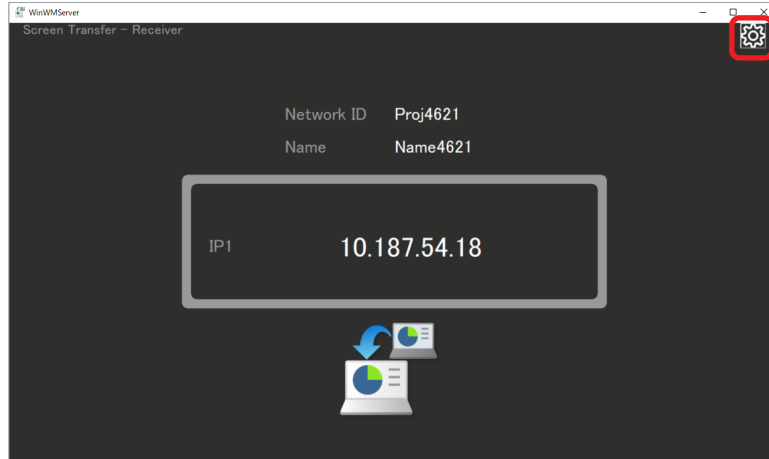 WinWMServer
Screen Transfer - Receiver
Network ID Proj4621
Name Name4621
IP1 10.187.54.18